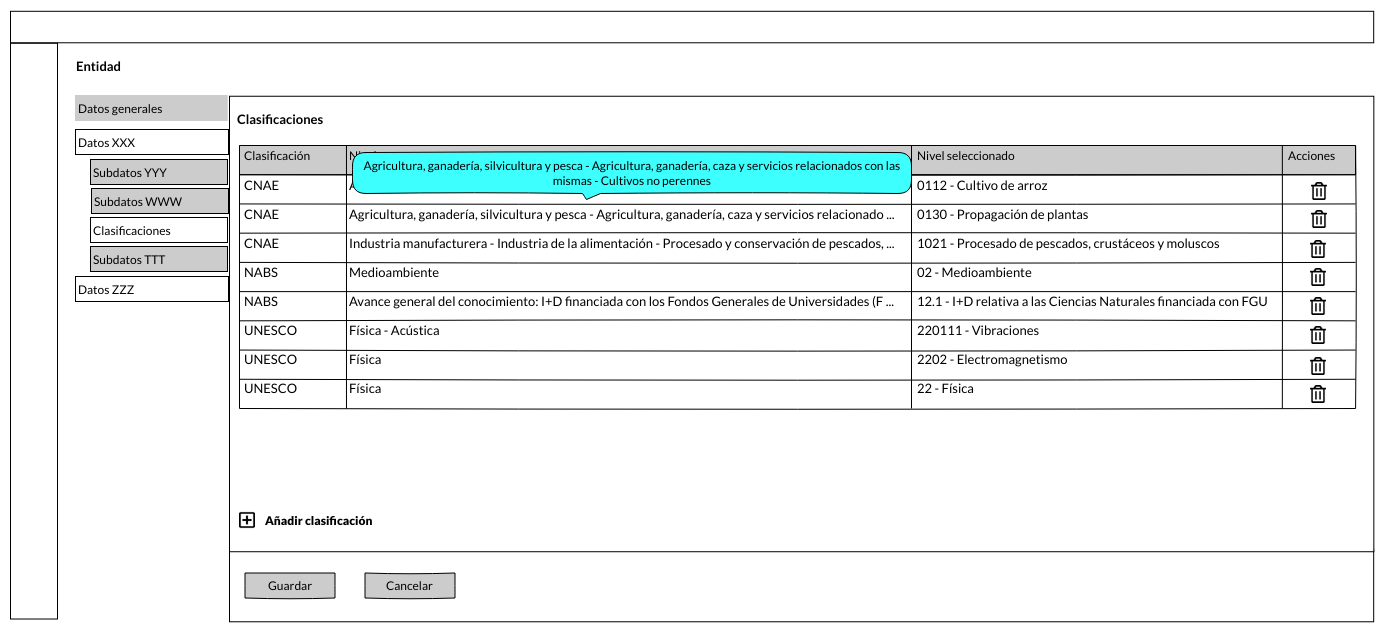 Entidad
Datos generales
Datos XXX
Subdatos YYY
Subdatos WWW
Clasificaciones
Subdatos TTT
Datos ZZZ
Clasificaciones
Clasificación
Nivel seleccionado
Acciones
Agricultura, ganadería, silvicultura y pesca - Agricultura, ganadería, caza y servicios relacionados con las
mismas - Cultivos no perennes
CNAE
0112 - Cultivo de arroz
CNAE
Agricultura, ganadería, silvicultura y pesca - Agricultura, ganadería, caza y servicios relacionado ...
0130 - Propagación de plantas
CNAE
Industria manufacturera - Industria de la alimentación - Procesado y conservación de pescados, ...
1021 - Procesado de pescados, crustáceos y moluscos
NABS
Medioambiente
02 - Medioambiente
NABS
Avance general del conocimiento: I+D financiada con los Fondos Generales de Universidades (F ...
12.1 - I+D relativa a las Ciencias Naturales financiada con FGU
UNESCO
Física - Acústica
220111 - Vibraciones
UNESCO
Física
2202 - Electromagnetismo
UNESCO
Física
22 - Física
Añadir clasificación
Guardar
Cancelar